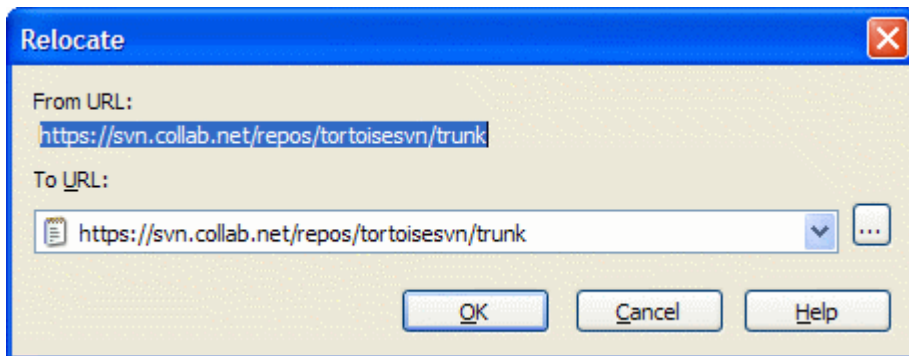 Relocate
From URL:
https://svn.collab.net/repos/tortoisesvn/trunk
To URL:
https://svn.collab.net/repos/tortoisesvn/trunk
...
OK Cancel Help